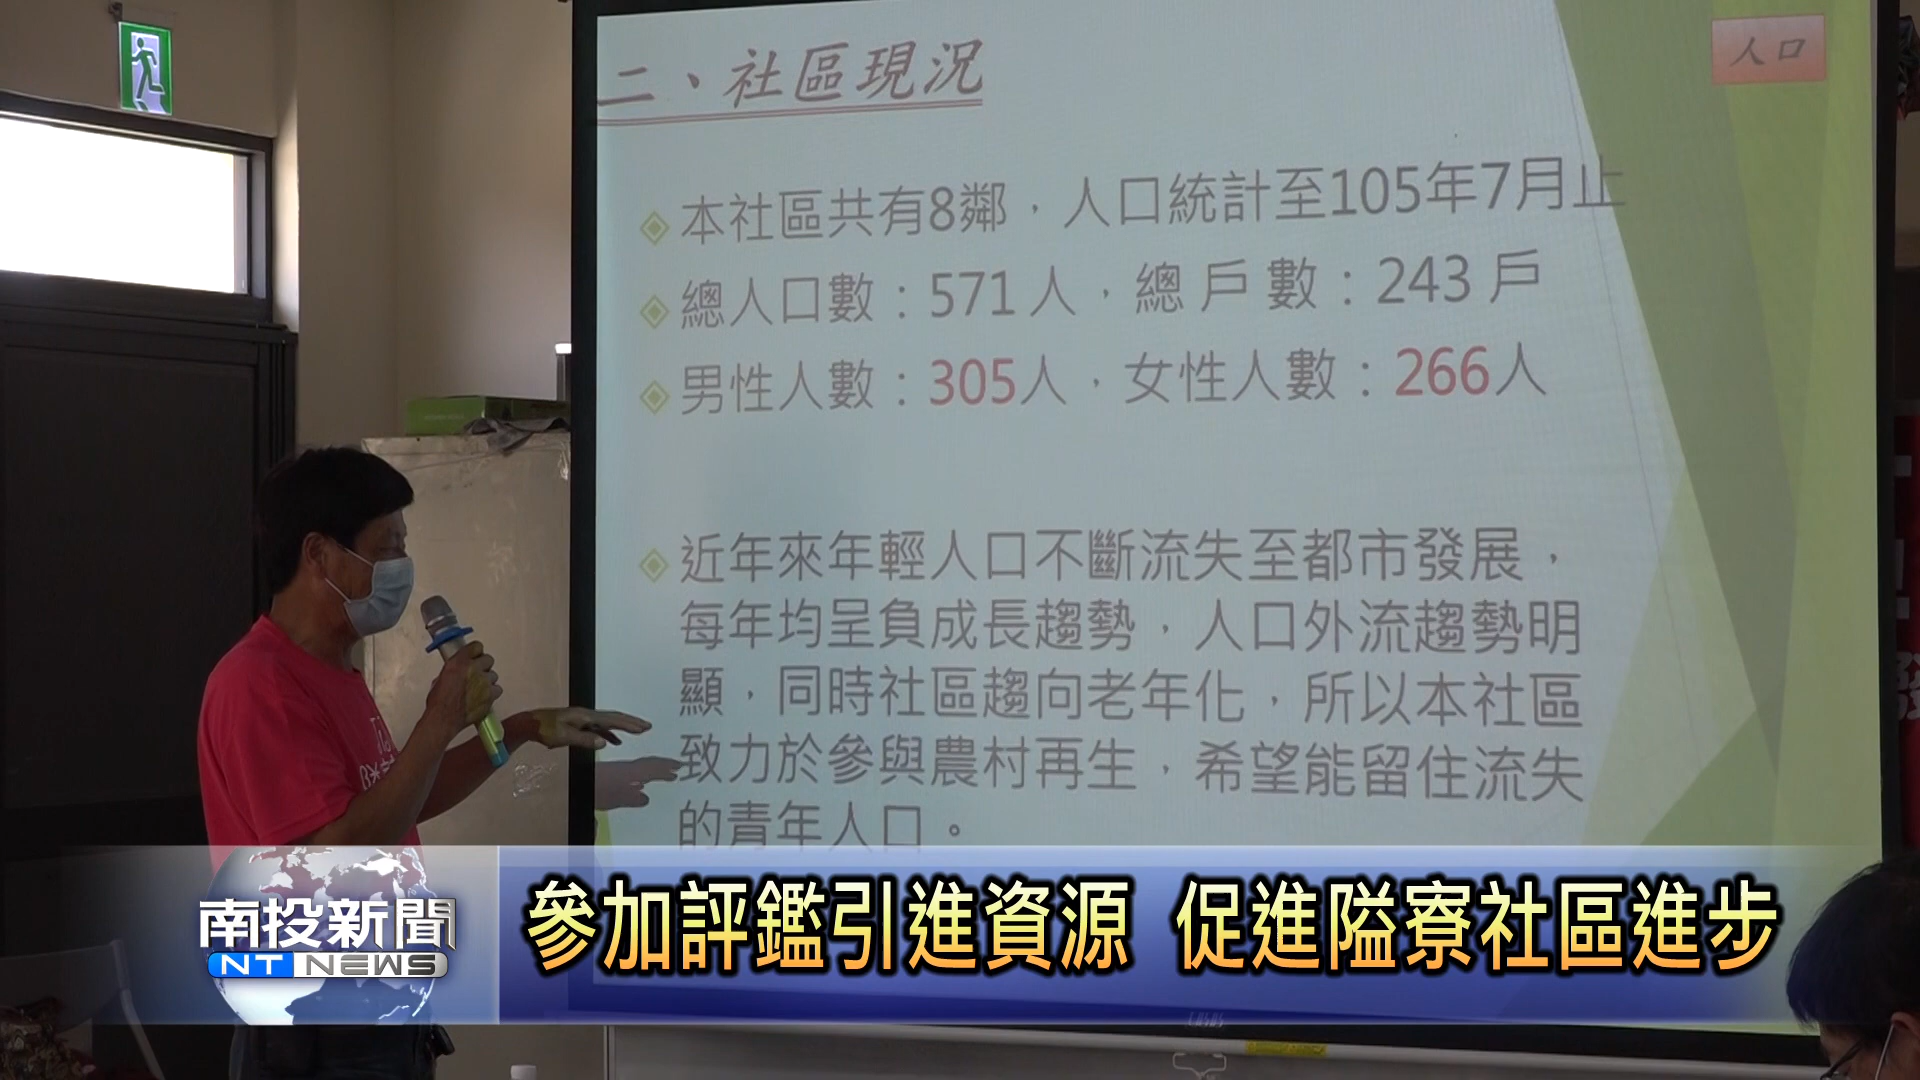 二、社區現況
人口
本社區共有8鄰，人口統計至105年7月止
總人口數：571人，總戶數：243戶
男性人數：305人，女性人數：266人
近年來年輕人口不斷流失至都市發展，
每年均呈負成長趨勢，人口外流趨勢明
顯，同時社區趨向老年化，所以本社區
致力於參與農村再生，希望能留住流失
的青年人口。
南投新聞
NT NEWS
參加評鑑引進資源 促進隘寮社區進步